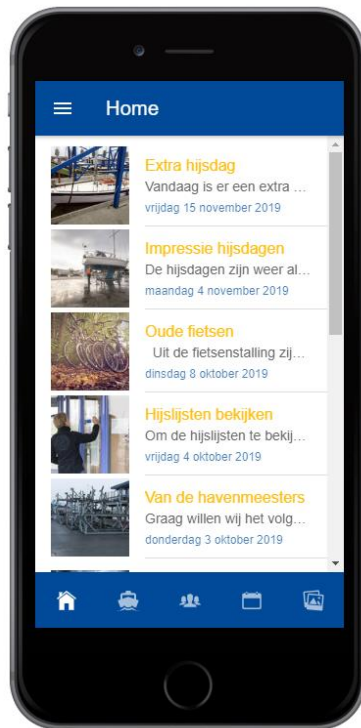 Home
Extra hijsdag
Vandaag is er een extra ...
vrijdag 15 november 2019
Impressie hijsdagen
De hijsdagen zijn weer al...
maandag 4 november 2019
Oude fietsen
Uit de fietsenstalling zij...
dinsdag 8 oktober 2019
Hijslijsten bekijken
Om de hijslijsten te bekij...
vrijdag 4 oktober 2019
Van de havenmeesters
Graag willen wij het volg...
donderdag 3 oktober 2019